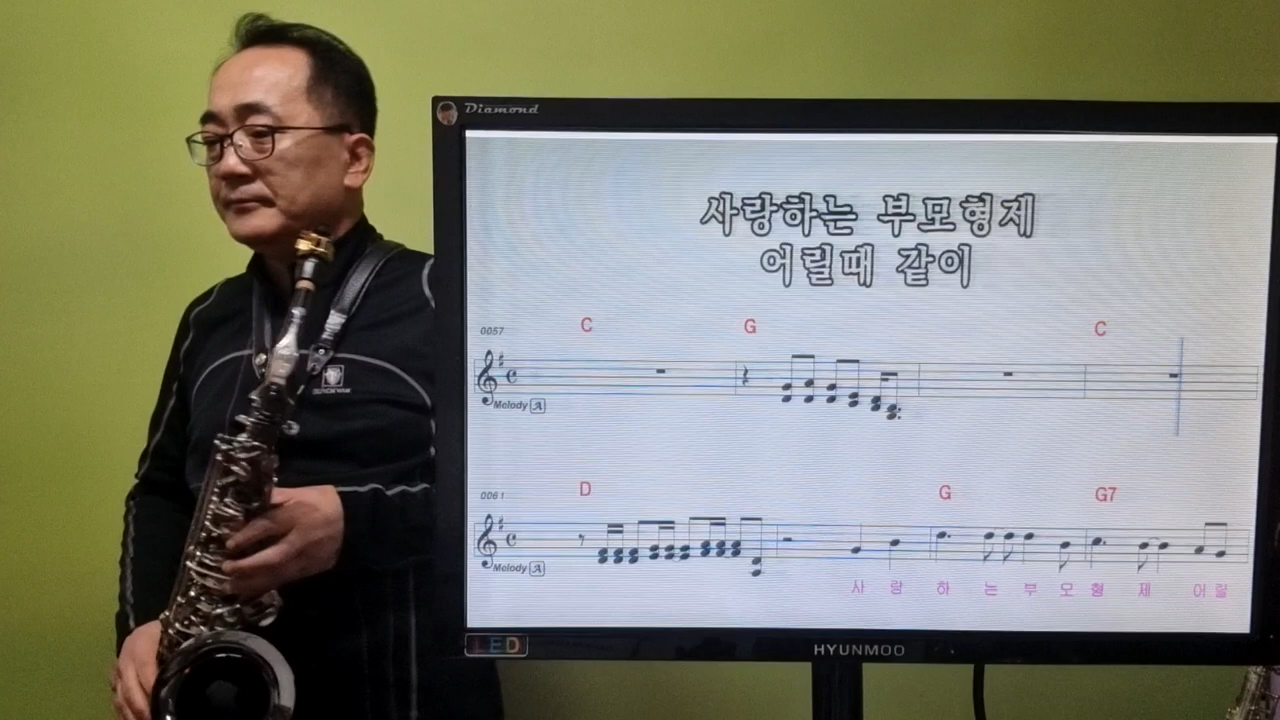 Diamond
사랑하는 부모형제
어릴때 같이
0057
C G C
Melody A
0061
D G G7
Melody A
사 랑 하 는 부 모 형 제 어 릴
LED
HYUNMOO